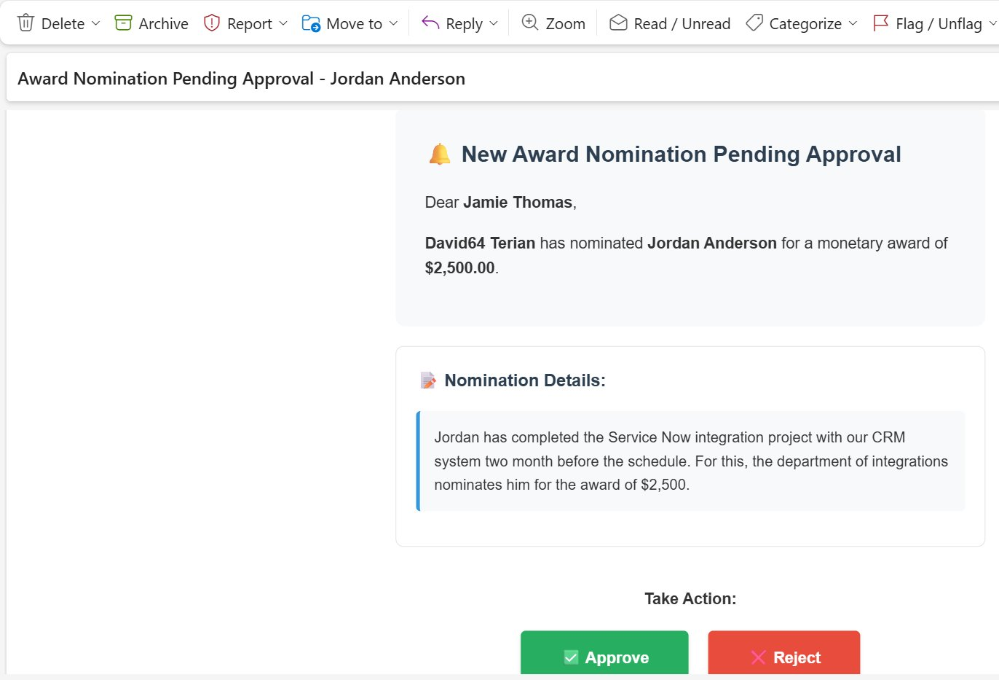 Delete Archive Report Move to Reply Zoom Read / Unread Categorize Flag / Unflag
Award Nomination Pending Approval - Jordan Anderson
New Award Nomination Pending Approval
Dear Jamie Thomas,
David64 Terian has nominated Jordan Anderson for a monetary award of
$2,500.00.
Nomination Details:
Jordan has completed the Service Now integration project with our CRM
system two month before the schedule. For this, the department of integrations
nominates him for the award of $2,500.
Take Action:
Approve Reject